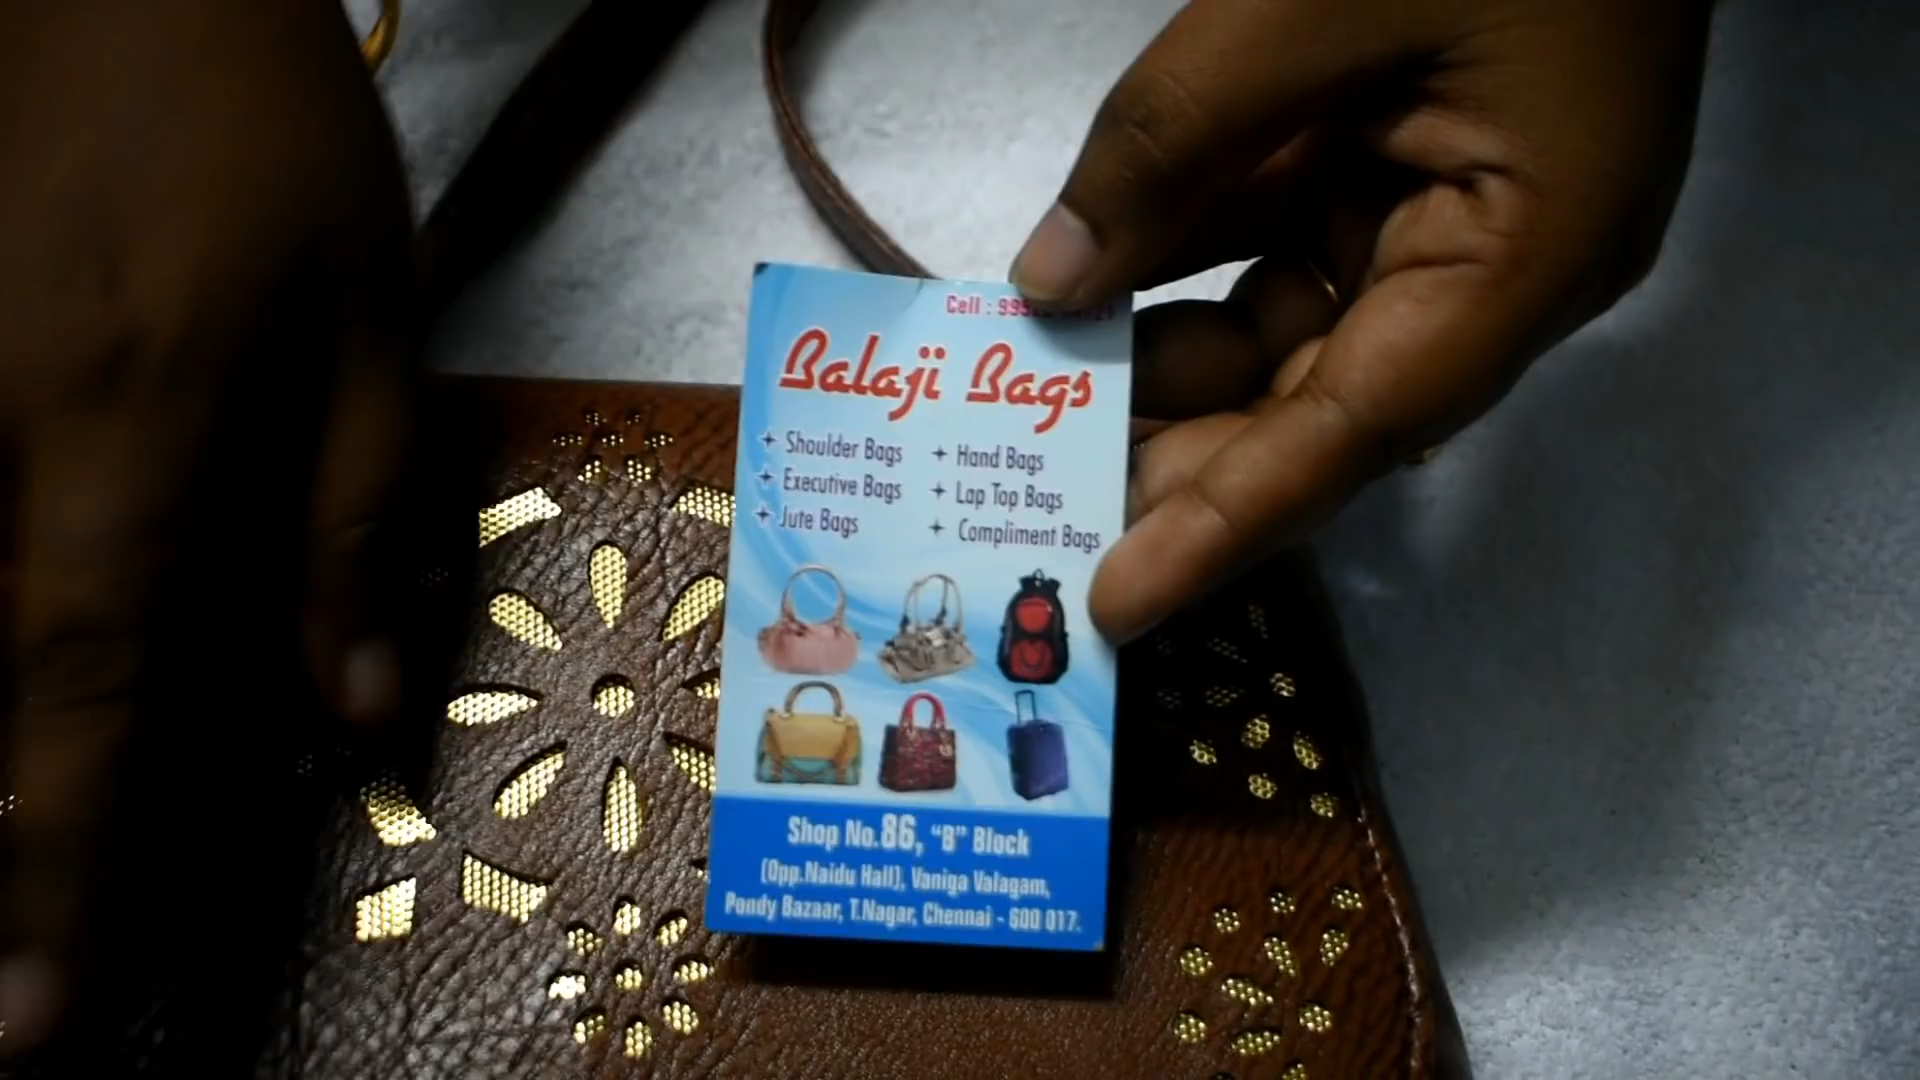 Cell :
Balaji Bags
Shoulder Bags
Executive Bags
Jute Bags
Hand Bags
Lap Top Bags
Compliment Bags
Shop No.86, "B" Block
(Opp.Naidu Hall), Vaniga Valagam,
Pondy Bazaar, T.Nagar, Chennai - 600 017.